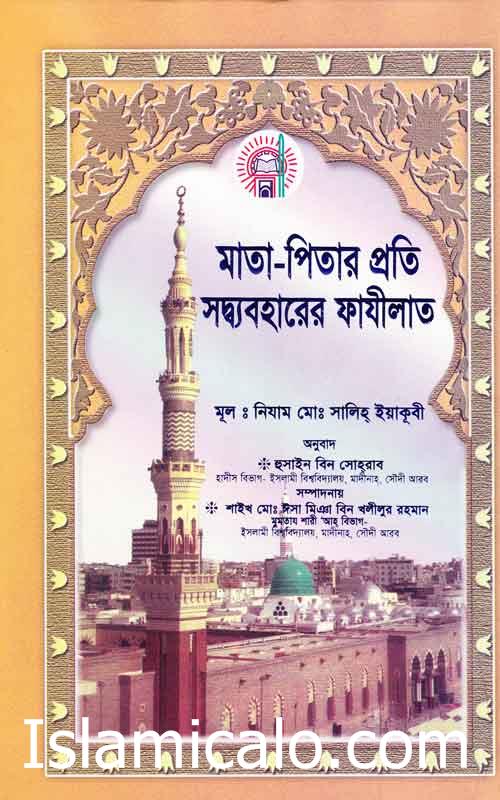 মাতা-পিতার প্রতি
সদ্ব্যবহারের ফাযীলাত
মূল ঃ নিযাম মোঃ সালিহ্ ইয়াকূবী
অনুবাদ
❉ হুসাইন বিন সোহ্‌রাব
হাদীস বিভাগ- ইসলামী বিশ্ববিদ্যালয়, মাদীনাহ্, সৌদী আরব
সম্পাদনায়
❉ শাইখ মোঃ ঈসা মিঞা বিন খলীলুর রহমান
মুমতায শারী‘আহ্ বিভাগ-
ইসলামী বিশ্ববিদ্যালয়, মাদীনাহ্, সৌদী আরব
Islamicalo.com